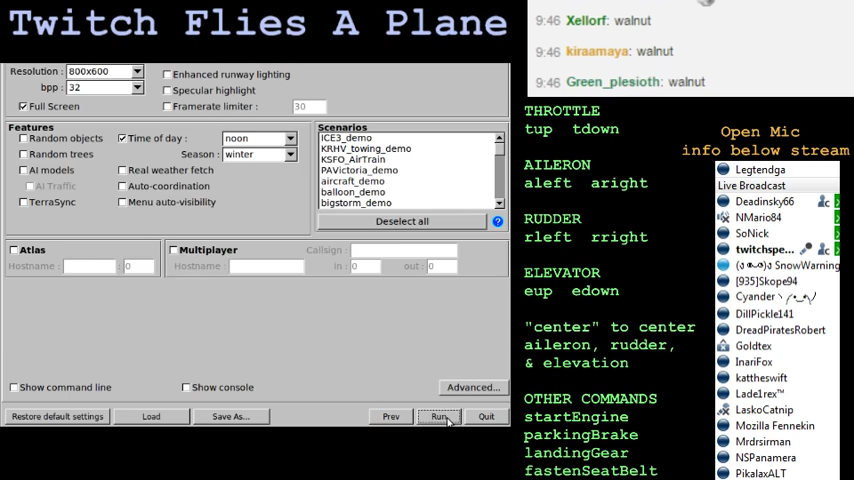 Twitch Flies A Plane
9:46 Xellorf: walnut
9:46 kiraamaya: walnut
9:46 Green_plesioth: walnut
Resolution : 800x600
bpp : 32
Full Screen
Enhanced runway lighting
Specular highlight
Framerate limiter : 30
Features
Random objects
Random trees
AI models
AI Traffic
TerraSync
Time of day : noon
Season : winter
Real weather fetch
Auto-coordination
Menu auto-visibility
Scenarios
ICE3_demo
KRHV_towing_demo
KSFO_AirTrain
PAVictoria_demo
aircraft_demo
balloon_demo
bigstorm_demo
Deselect all
?
Atlas
Hostname : : 0
Multiplayer Callsign :
Hostname : in : 0 out : 0
Show command line
Show console
Advanced...
Restore default settings Load Save As... Prev Run Quit
THROTTLE
tup tdown
AILERON
aleft aright
RUDDER
rleft rright
ELEVATOR
eup edown
"center" to center
aileron, rudder,
& elevation
OTHER COMMANDS
startEngine
parkingBrake
landingGear
fastenSeatBelt
Open Mic
info below stream
Legtendga
Live Broadcast
Deadinsky66
NMario84
SoNick
twitchspe...
SnowWarning
[935]Skope94
Cyander
DillPickle141
DreadPiratesRobert
Goldtex
InariFox
kattheswift
Lade1rex™
LaskoCatnip
Mozilla Fennekin
Mrdrsirman
NSPanamera
PikalaxALT